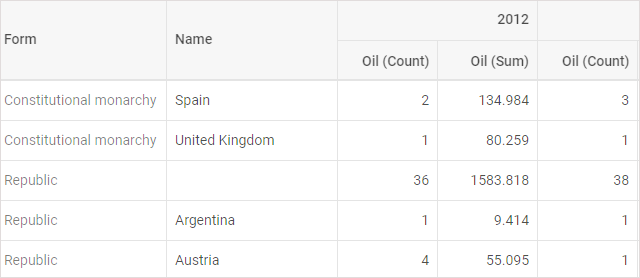 2012
Form Name
Oil (Count) Oil (Sum) Oil (Count)
Constitutional monarchy Spain 2 134.984 3
Constitutional monarchy United Kingdom 1 80.259 1
Republic 36 1583.818 38
Republic Argentina 1 9.414 1
Republic Austria 4 55.095 1